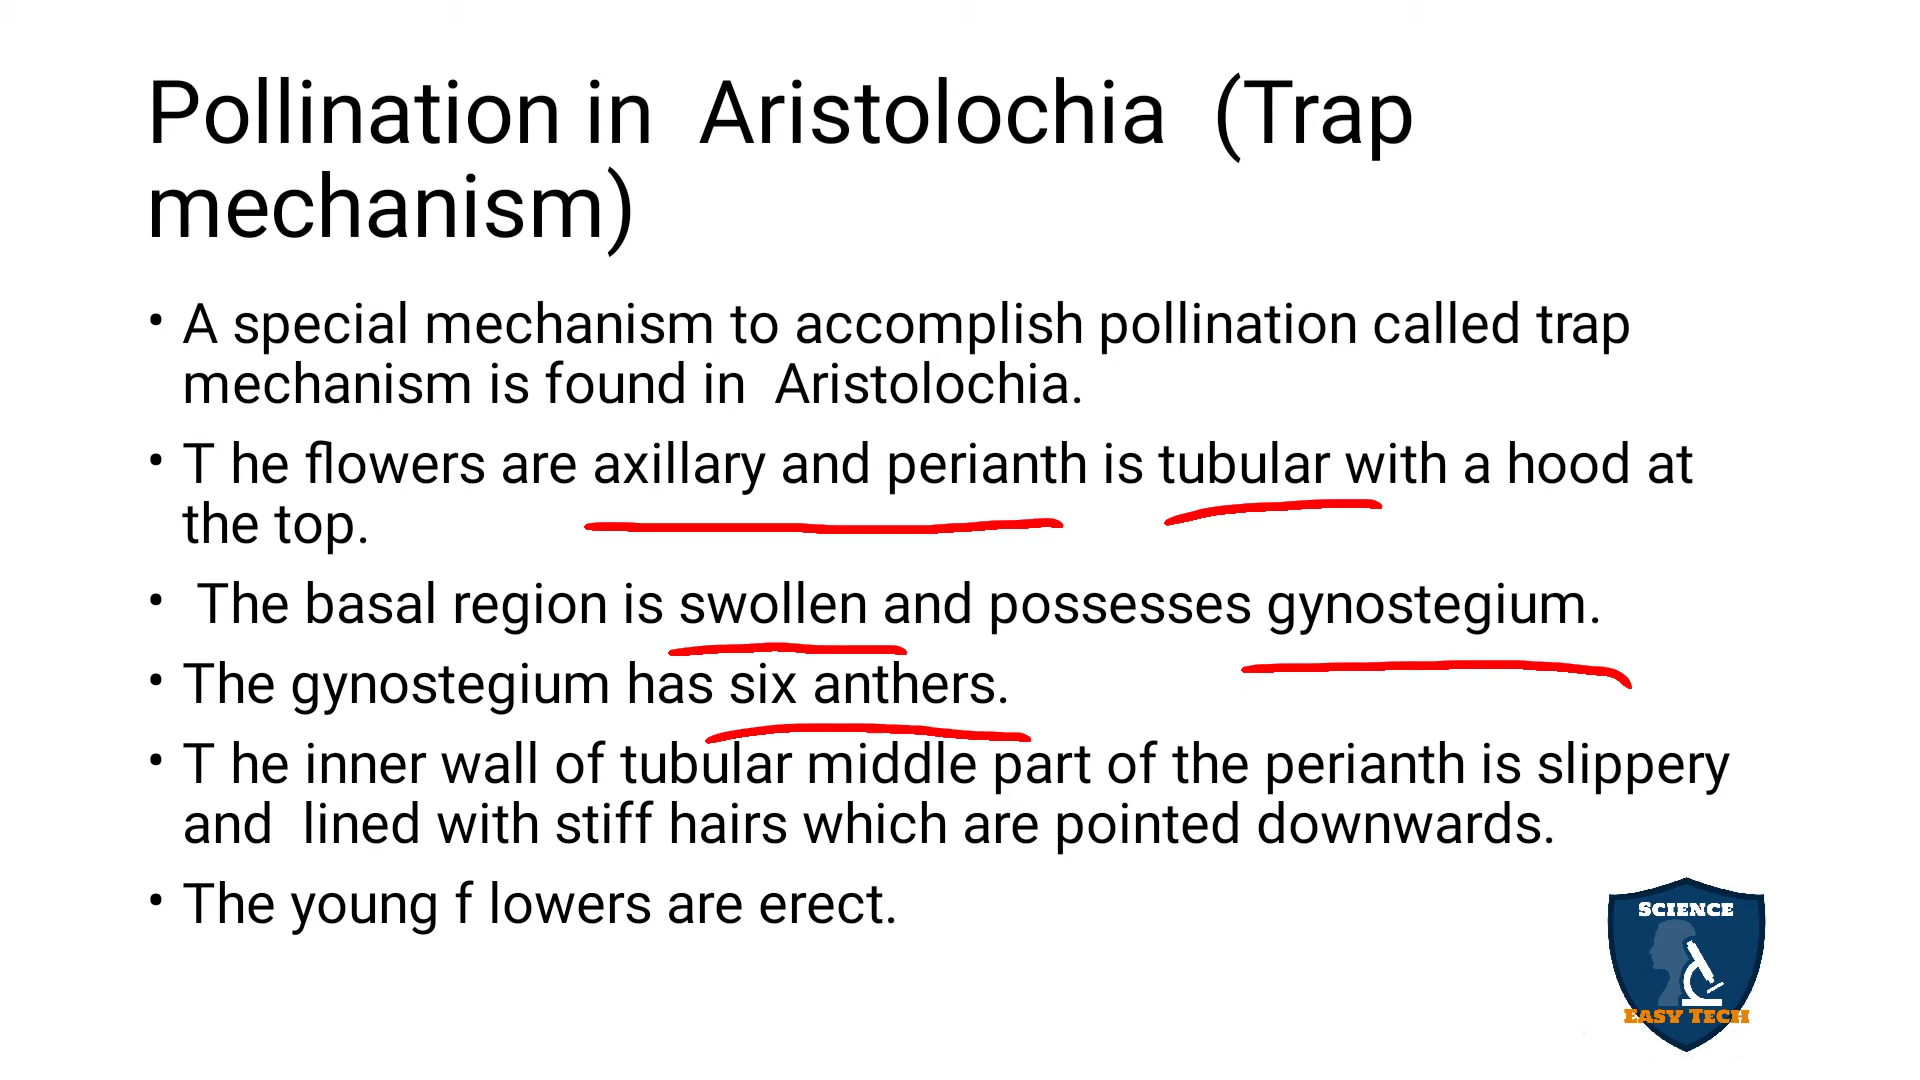 Pollination in  Aristolochia  (Trap
mechanism)
• A special mechanism to accomplish pollination called trap
mechanism is found in  Aristolochia.
• T he flowers are axillary and perianth is tubular with a hood at
the top.
•  The basal region is swollen and possesses gynostegium.
• The gynostegium has six anthers.
• T he inner wall of tubular middle part of the perianth is slippery
and  lined with stiff hairs which are pointed downwards.
• The young f lowers are erect.
SCIENCE
EASY TECH